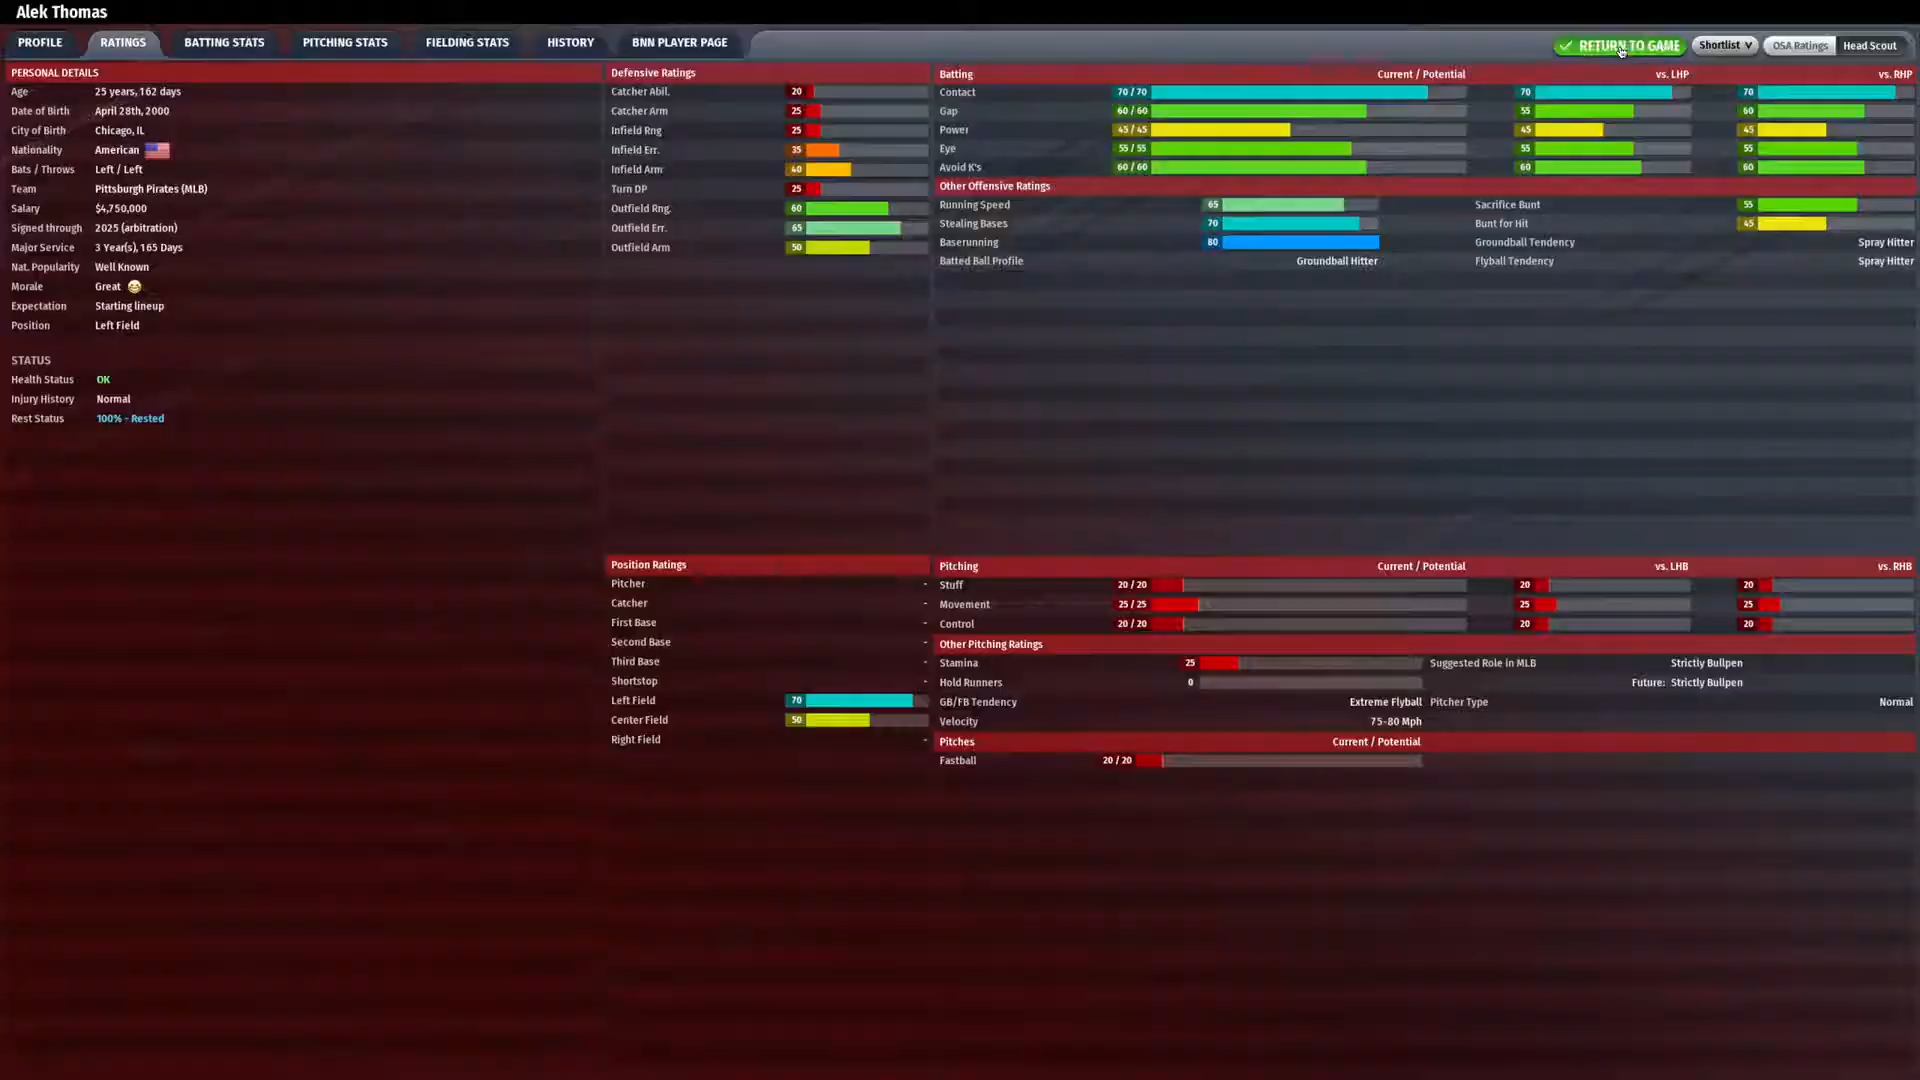 Alek Thomas
PROFILE RATINGS BATTING STATS PITCHING STATS FIELDING STATS HISTORY BNN PLAYER PAGE RETURN TO GAME Shortlist V OSA Ratings Head Scout
PERSONAL DETAILS
Age 25 years, 162 days
Date of Birth April 28th, 2000
City of Birth Chicago, IL
Nationality American
Bats / Throws Left / Left
Team Pittsburgh Pirates (MLB)
Salary $4,750,000
Signed through 2025 (arbitration)
Major Service 3 Year(s), 165 Days
Nat. Popularity Well Known
Morale Great
Expectation Starting lineup
Position Left Field
STATUS
Health Status OK
Injury History Normal
Rest Status 100% - Rested
Defensive Ratings
Catcher Abil. 20
Catcher Arm 25
Infield Rng 25
Infield Err. 35
Infield Arm 40
Turn DP 25
Outfield Rng. 60
Outfield Err. 65
Outfield Arm 50
Position Ratings
Pitcher -
Catcher -
First Base -
Second Base -
Third Base -
Shortstop -
Left Field 70
Center Field 50
Right Field -
Batting Current / Potential vs. LHP vs. RHP
Contact 70 / 70 70 70
Gap 60 / 60 55 60
Power 45 / 45 45 45
Eye 55 / 55 55 55
Avoid K's 60 / 60 60 60
Other Offensive Ratings
Running Speed 65 Sacrifice Bunt 55
Stealing Bases 70 Bunt for Hit 45
Baserunning 80 Groundball Tendency Spray Hitter
Batted Ball Profile Groundball Hitter Flyball Tendency Spray Hitter
Pitching Current / Potential vs. LHB vs. RHB
Stuff 20 / 20 20 20
Movement 25 / 25 25 25
Control 20 / 20 20 20
Other Pitching Ratings
Stamina 25 Suggested Role in MLB Strictly Bullpen
Hold Runners 0 Future: Strictly Bullpen
GB/FB Tendency Extreme Flyball Pitcher Type Normal
Velocity 75-80 Mph
Pitches Current / Potential
Fastball 20 / 20